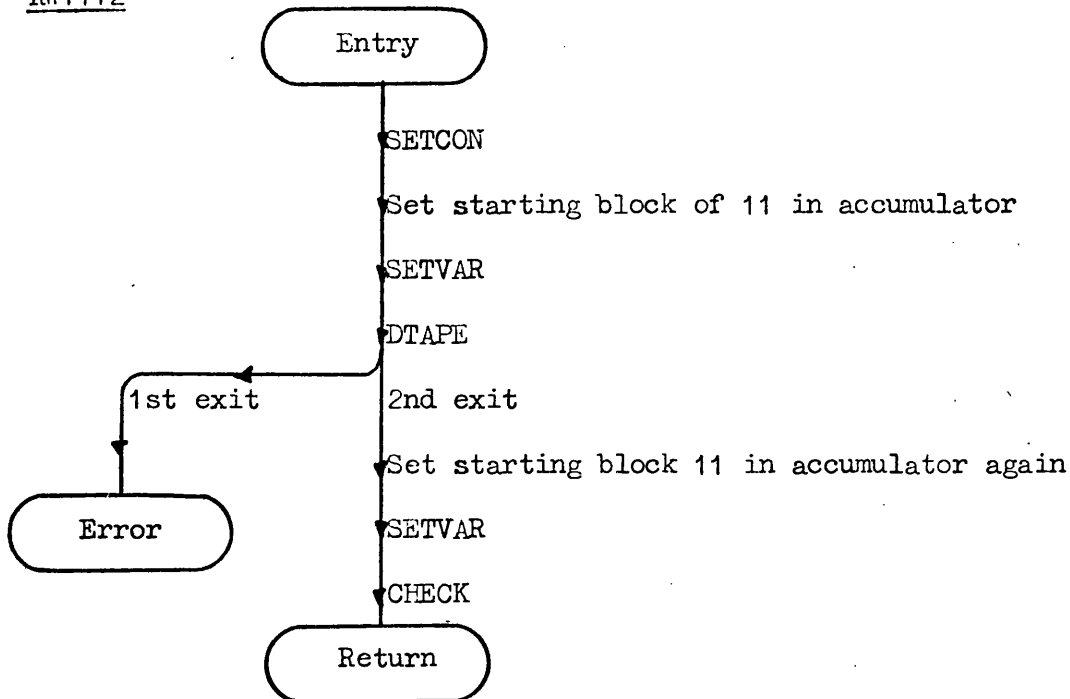 Entry
SETCON
Set starting block of 11 in accumulator
SETVAR
DTAPE
1st exit
2nd exit
Set starting block 11 in accumulator again
Error
SETVAR
CHECK
Return